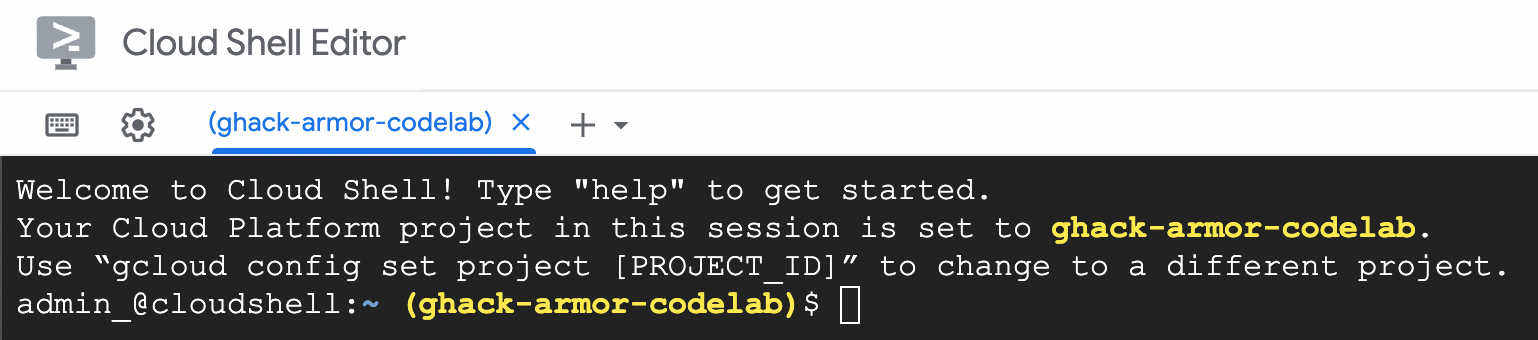 Cloud Shell Editor
(ghack-armor-codelab)
Welcome to Cloud Shell! Type "help" to get started.
Your Cloud Platform project in this session is set to ghack-armor-codelab.
Use “gcloud config set project [PROJECT_ID]” to change to a different project.
admin_@cloudshell:~ (ghack-armor-codelab)$